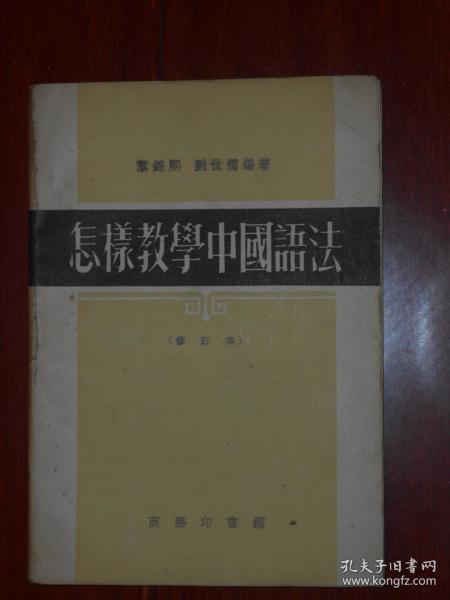 黎錦熙 劉世儒編著
怎樣教學中國語法
(修訂本)
商務印書館
孔夫子旧书网
www.kongfz.com